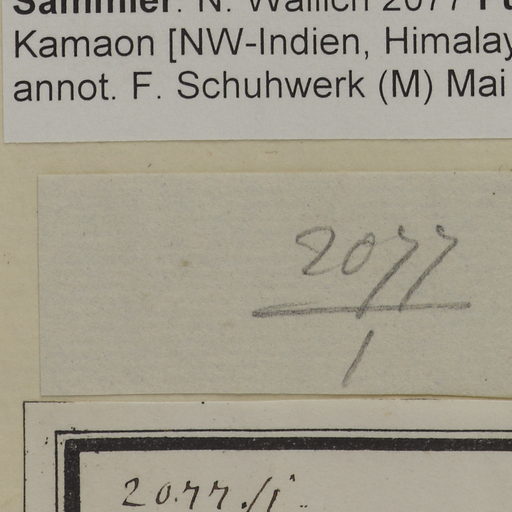 Sammler: N. Wallich 2077
Kamaon [NW-Indien, Himalay
annot. F. Schuhwerk (M) Mai
2077
1
2077./1.